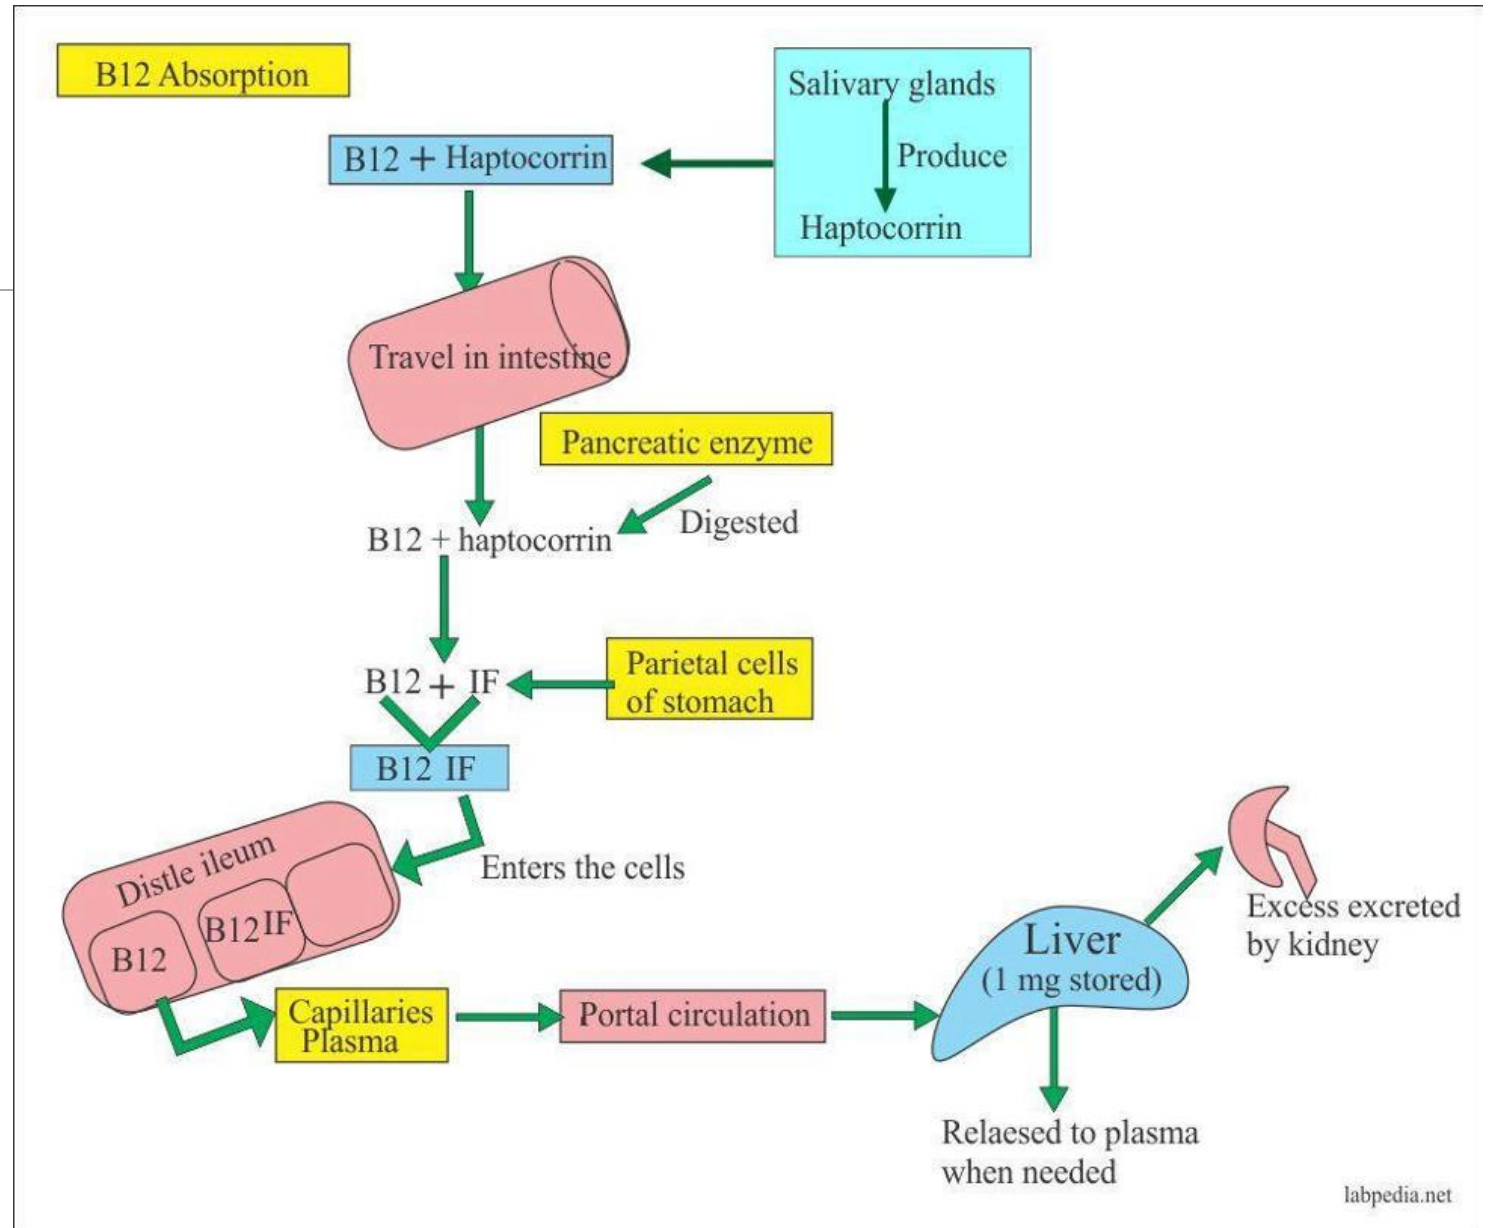 B12 Absorption
Salivary glands
Produce
Haptocorrin
B12 + Haptocorrin
Travel in intestine
Pancreatic enzyme
Digested
B12 + haptocorrin
B12 + IF
Parietal cells
of stomach
B12 IF
Enters the cells
Distle ileum
B12
B12 IF
Capillaries
Plasma
Portal circulation
Liver
(1 mg stored)
Excess excreted
by kidney
Relaesed to plasma
when needed
labpedia.net